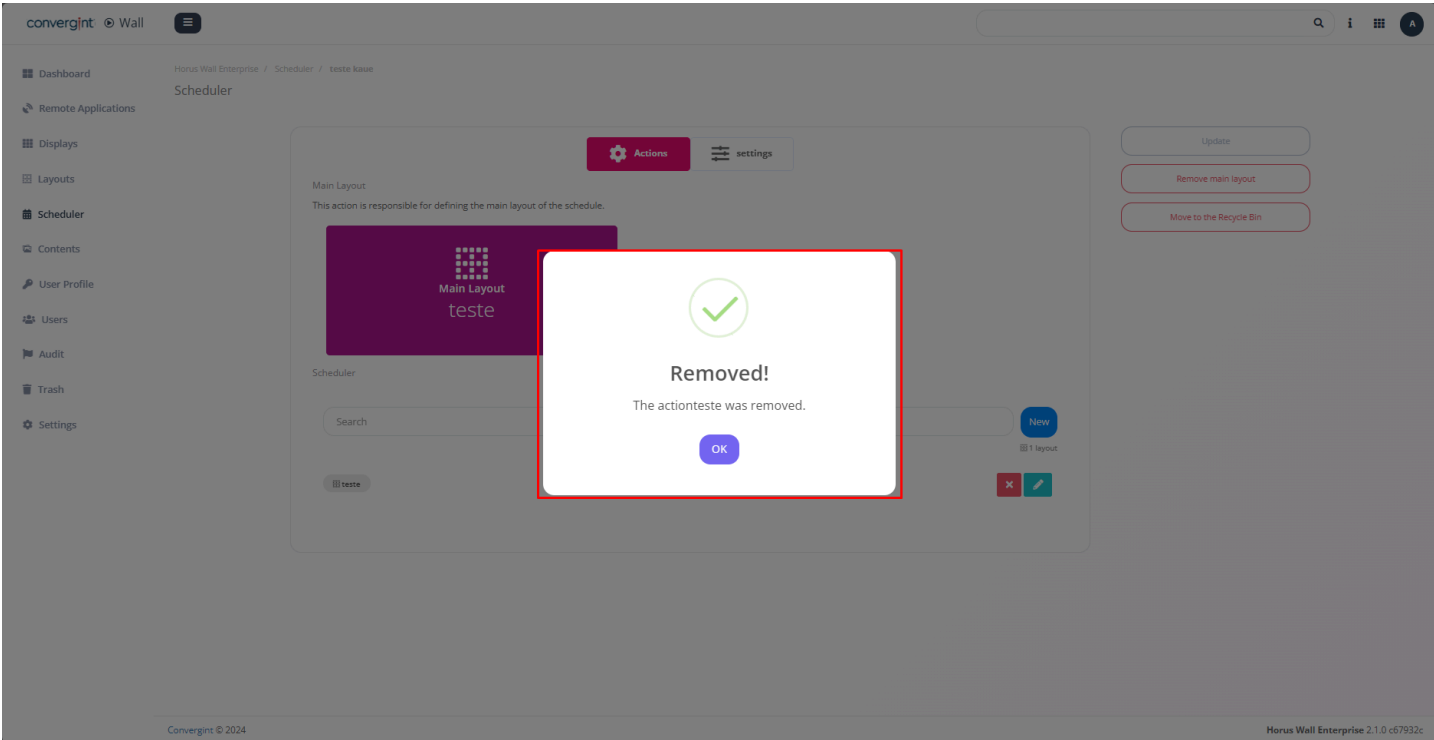 convergint Wall
A
Dashboard
Remote Applications
Displays
Layouts
Scheduler
Contents
User Profile
Users
Audit
Trash
Settings
Horus Wall Enterprise / Scheduler / teste kaue
Scheduler
Actions
settings
Main Layout
This action is responsible for defining the main layout of the schedule.
Main Layout
teste
Scheduler
Search
New
1 layout
teste
Update
Remove main layout
Move to the Recycle Bin
Removed!
The actionteste was removed.
OK
Convergint © 2024
Horus Wall Enterprise 2.1.0 c67932c